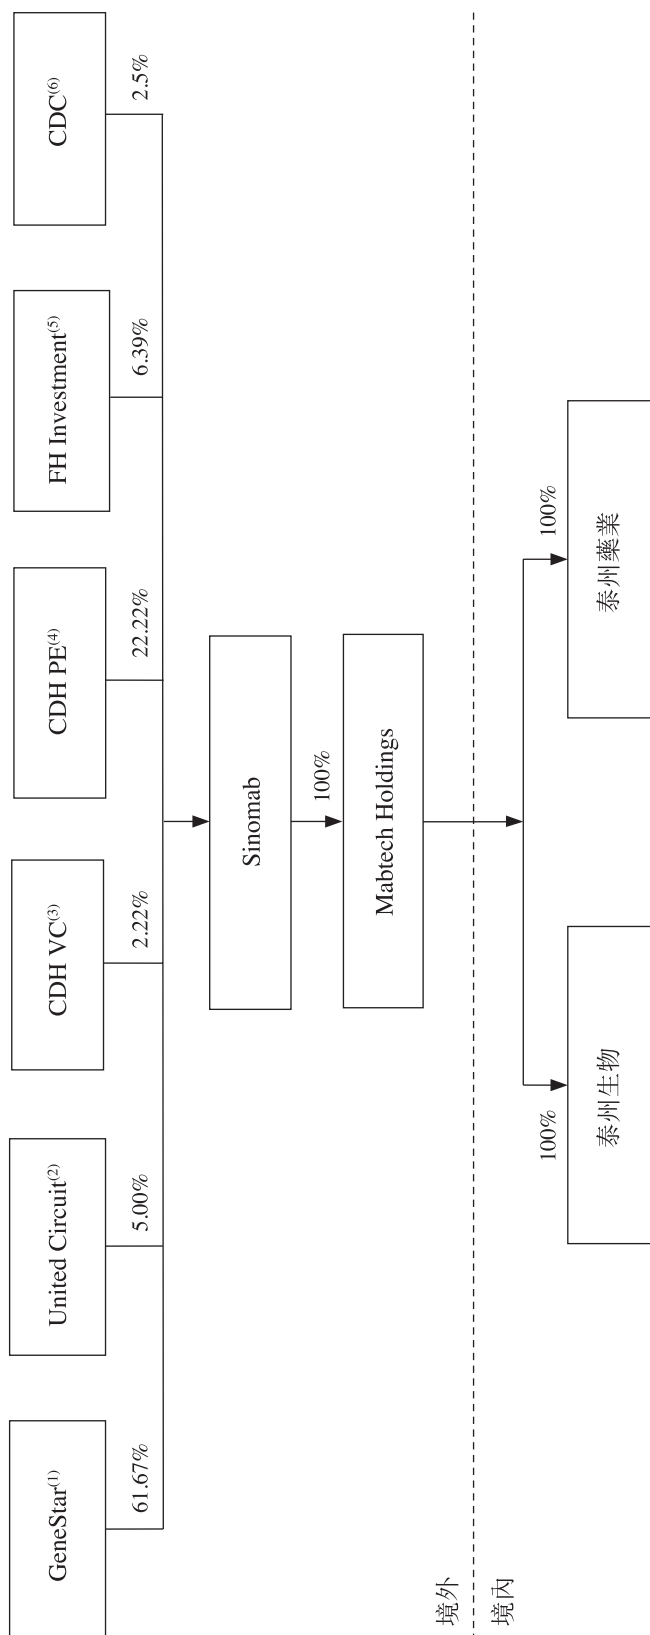 GeneStar(1)
United Circuit(2)
CDH VC(3)
CDH PE(4)
FH Investment(5)
CDC(6)
61.67%
5.00%
2.22%
22.22%
6.39%
2.5%
Sinomab
100%
Mabtech Holdings
境外
境內
100%
100%
泰州生物
泰州藥業